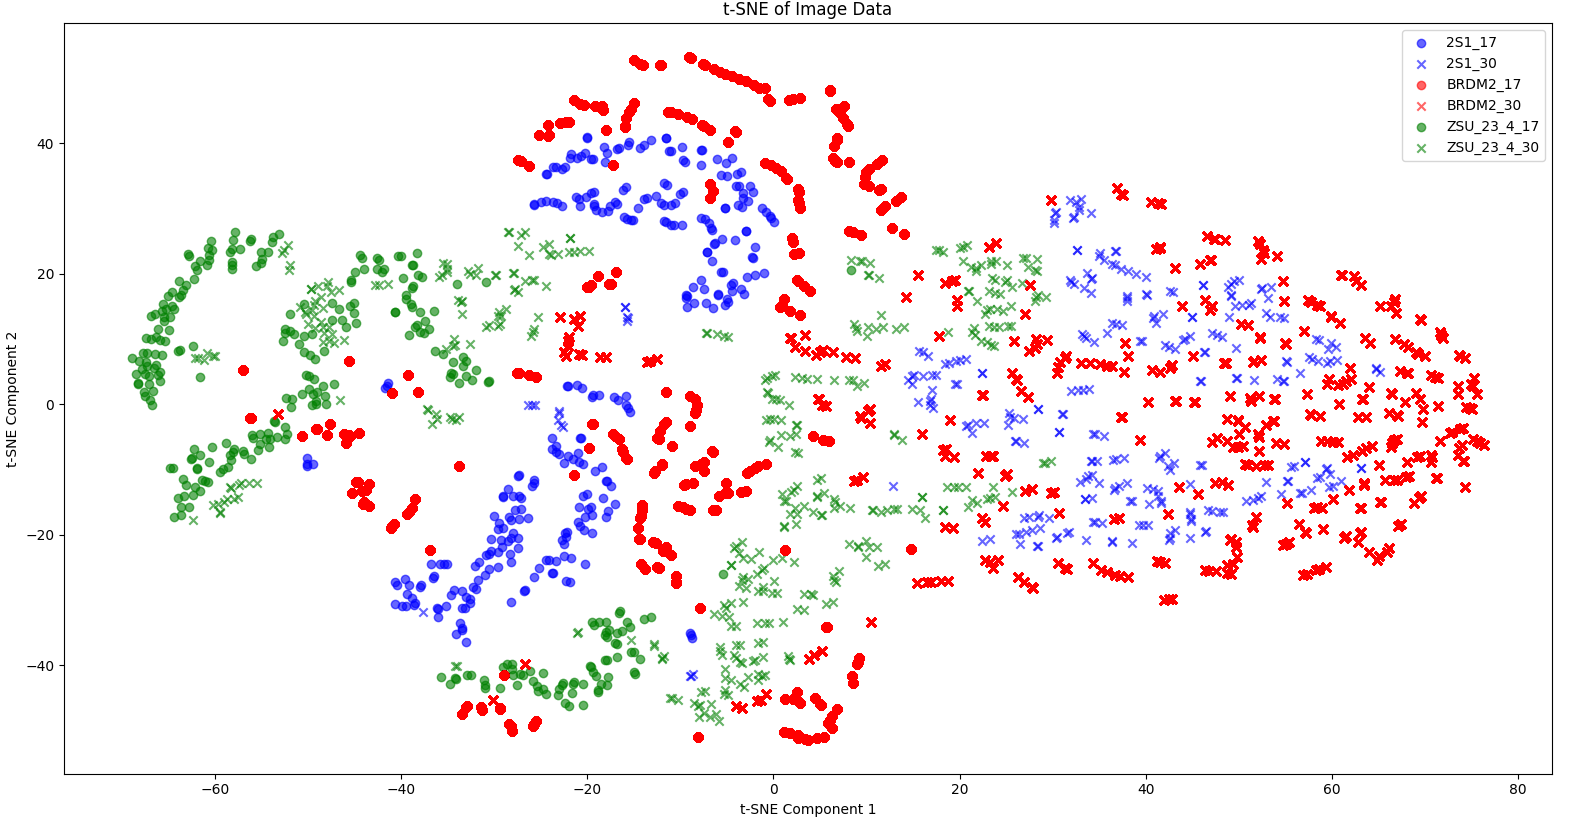 t-SNE of Image Data
2S1_17
2S1_30
BRDM2_17
BRDM2_30
ZSU_23_4_17
ZSU_23_4_30
40
20
0
−20
−40
t-SNE Component 2
−60 −40 −20 0 20 40 60 80
t-SNE Component 1